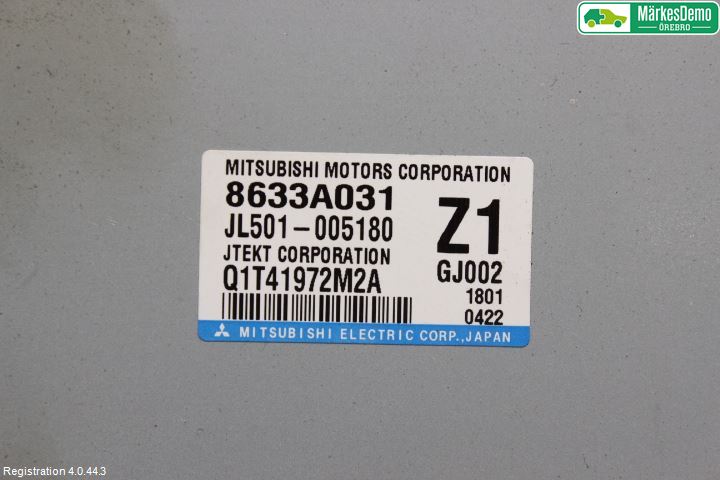 MärkesDemo
ÖREBRO
MITSUBISHI MOTORS CORPORATION
8633A031
JL501-005180
Z1
JTEKT CORPORATION
GJ002
Q1T41972M2A
1801
0422
MITSUBISHI ELECTRIC CORP.,JAPAN
Registration 4.0.44.3